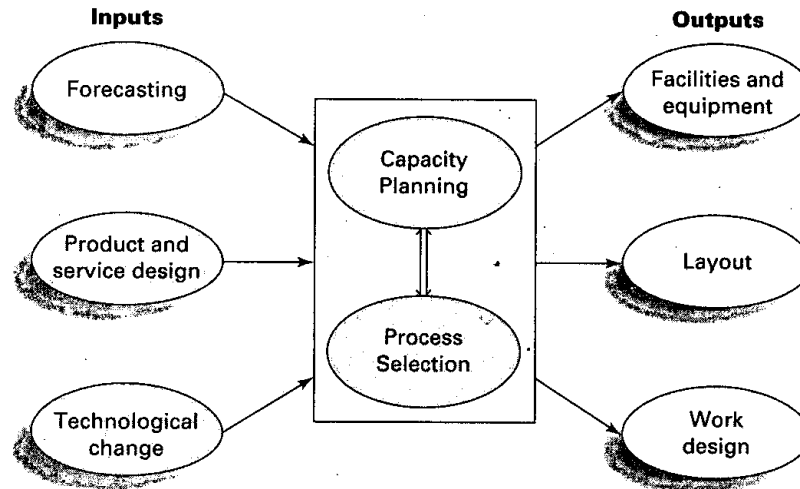 Inputs
Outputs
Forecasting
Product and
service design
Technological
change
Capacity
Planning
Process
Selection
Facilities and
equipment
Layout
Work
design